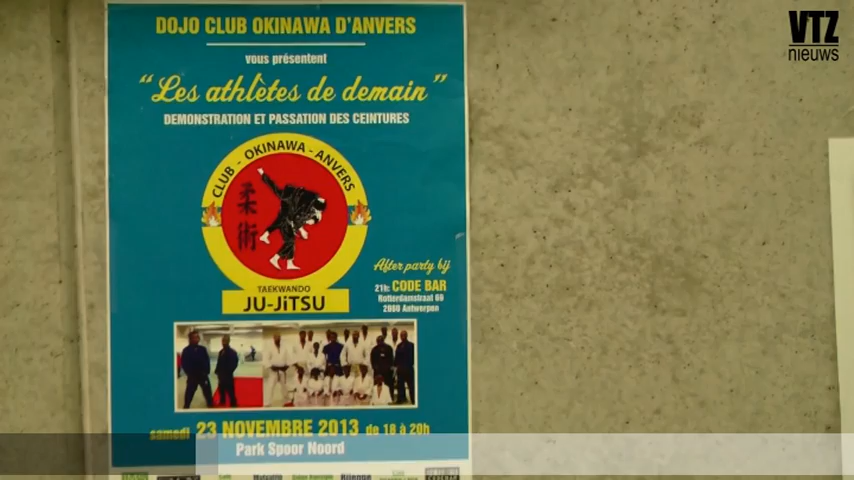 DOJO CLUB OKINAWA D'ANVERS
vous présentent
"Les athlètes de demain"
DEMONSTRATION ET PASSATION DES CEINTURES
CLUB - OKINAWA - ANVERS
柔術
TAEKWANDO
JU-JiTSU
After party bij
21h: CODE BAR
Rotterdamstraat 66
2060 Antwerpen
samedi 23 NOVEMBRE 2013 de 18 à 20h
Park Spoor Noord
VTZ
nieuws